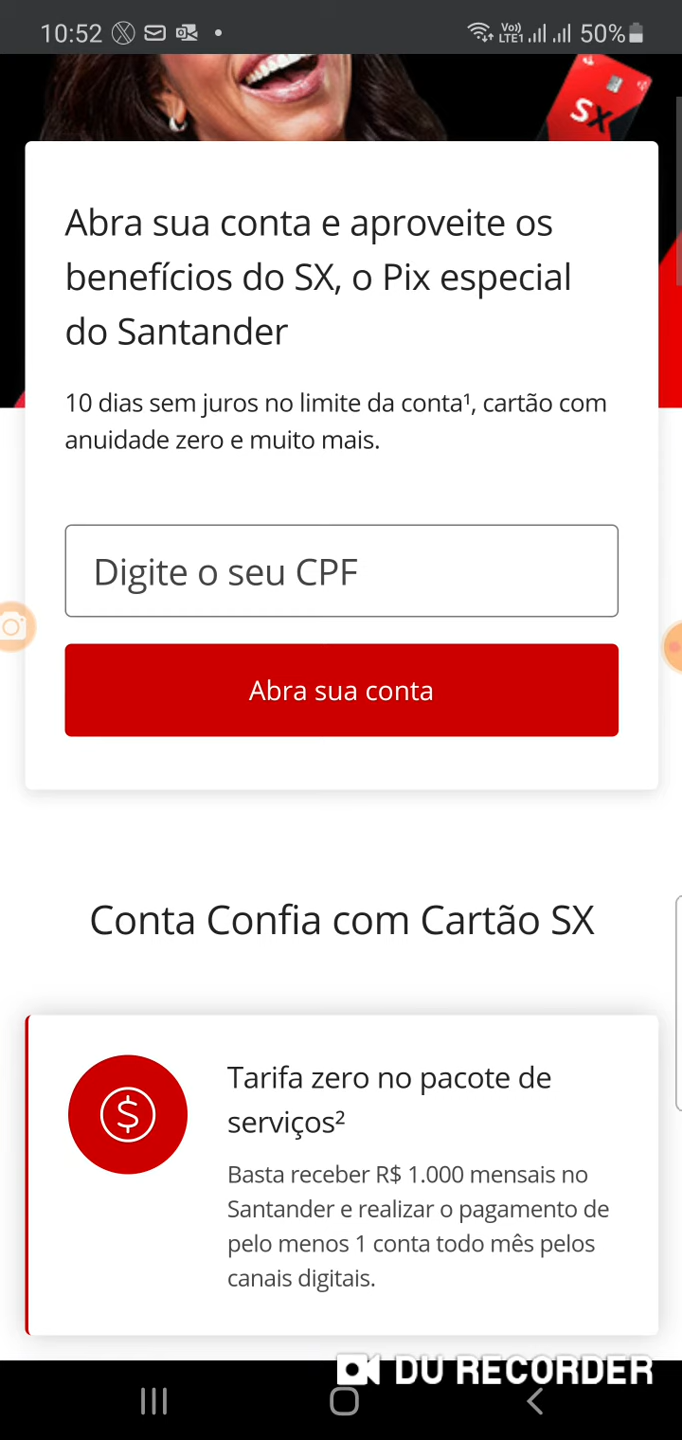 10:52 Vo)) LTE1 50%
SX
Abra sua conta e aproveite os
benefícios do SX, o Pix especial
do Santander
10 dias sem juros no limite da conta¹, cartão com
anuidade zero e muito mais.
Digite o seu CPF
Abra sua conta
Conta Confia com Cartão SX
Tarifa zero no pacote de
serviços²
Basta receber R$ 1.000 mensais no
Santander e realizar o pagamento de
pelo menos 1 conta todo mês pelos
canais digitais.
DU RECORDER